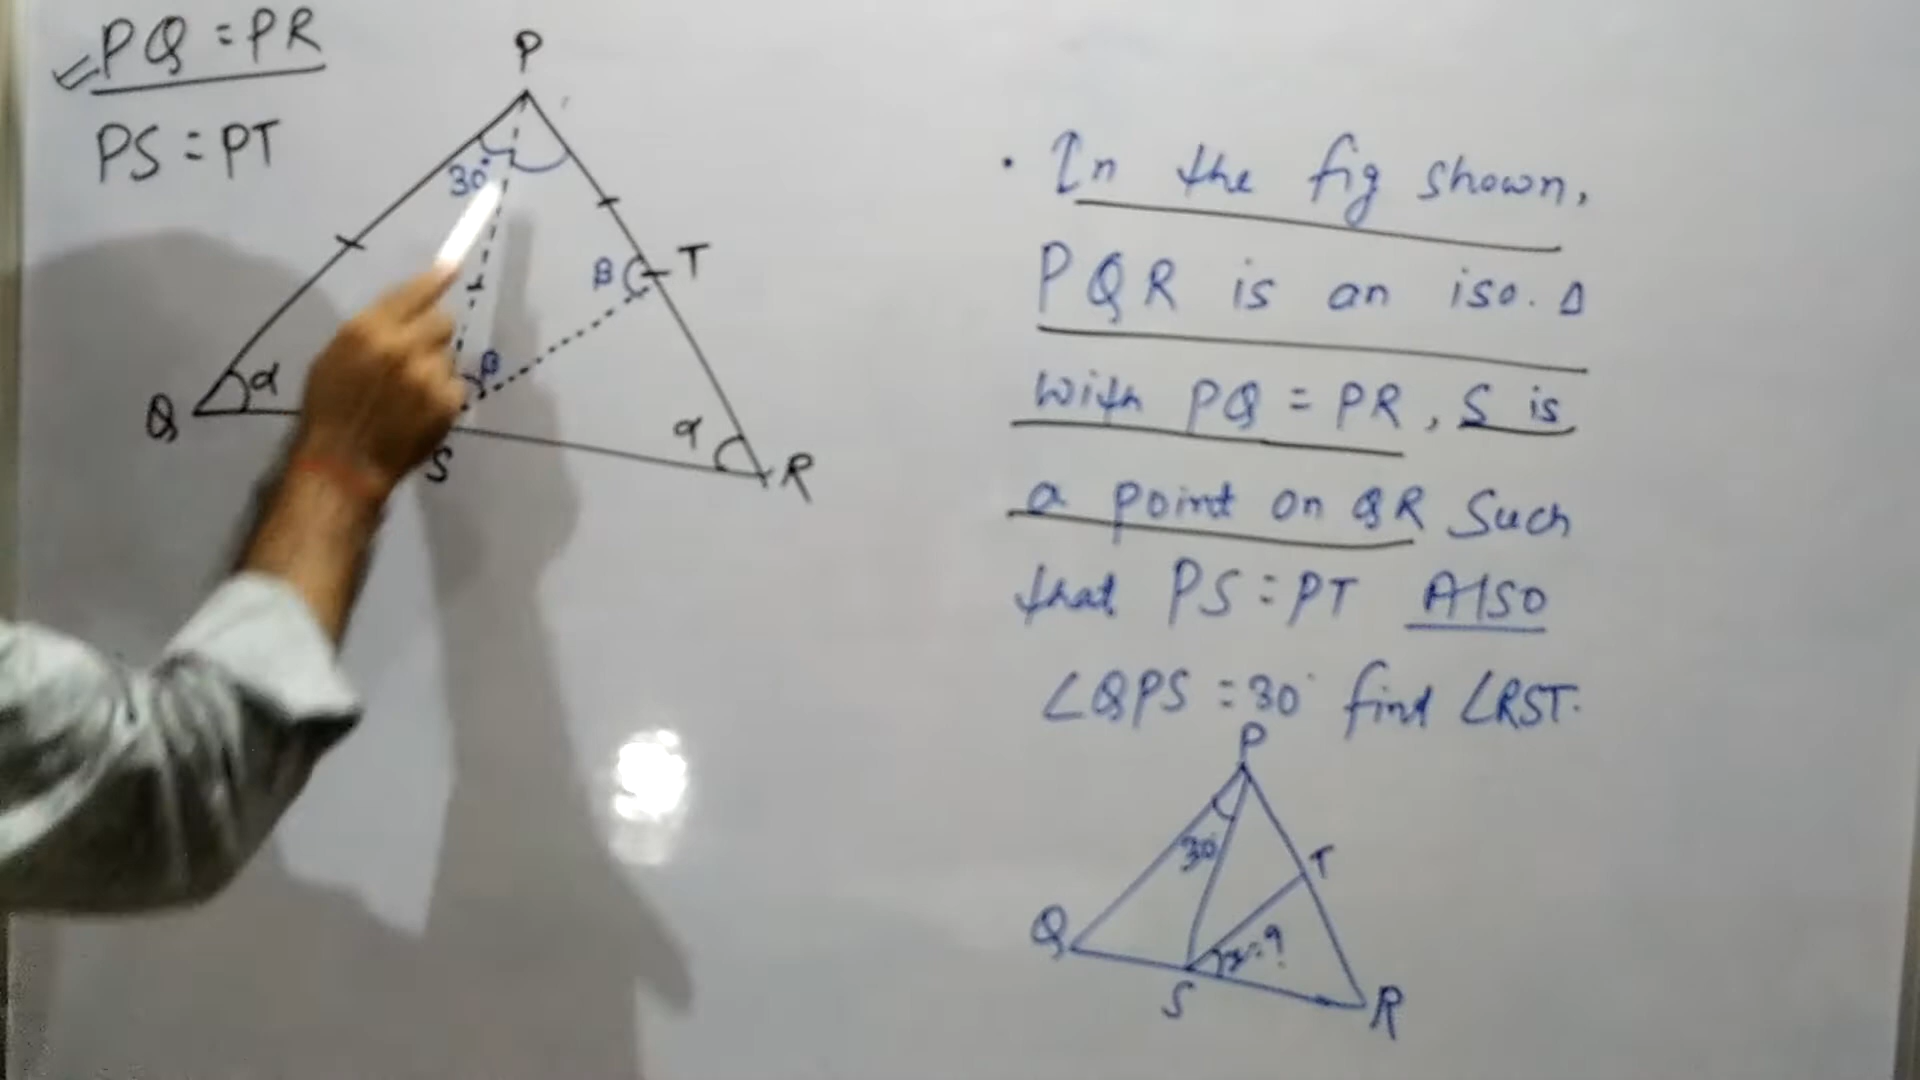 PQ = PR
PS = PT
P
30°
T
β
β
Q
α
α
S
R
• In the fig shown,
PQR is an iso. Δ
with PQ = PR, S is
a point on QR Such
that PS = PT Also
∠QPS = 30° find ∠RST.
P
30
T
Q
x=?
S
R